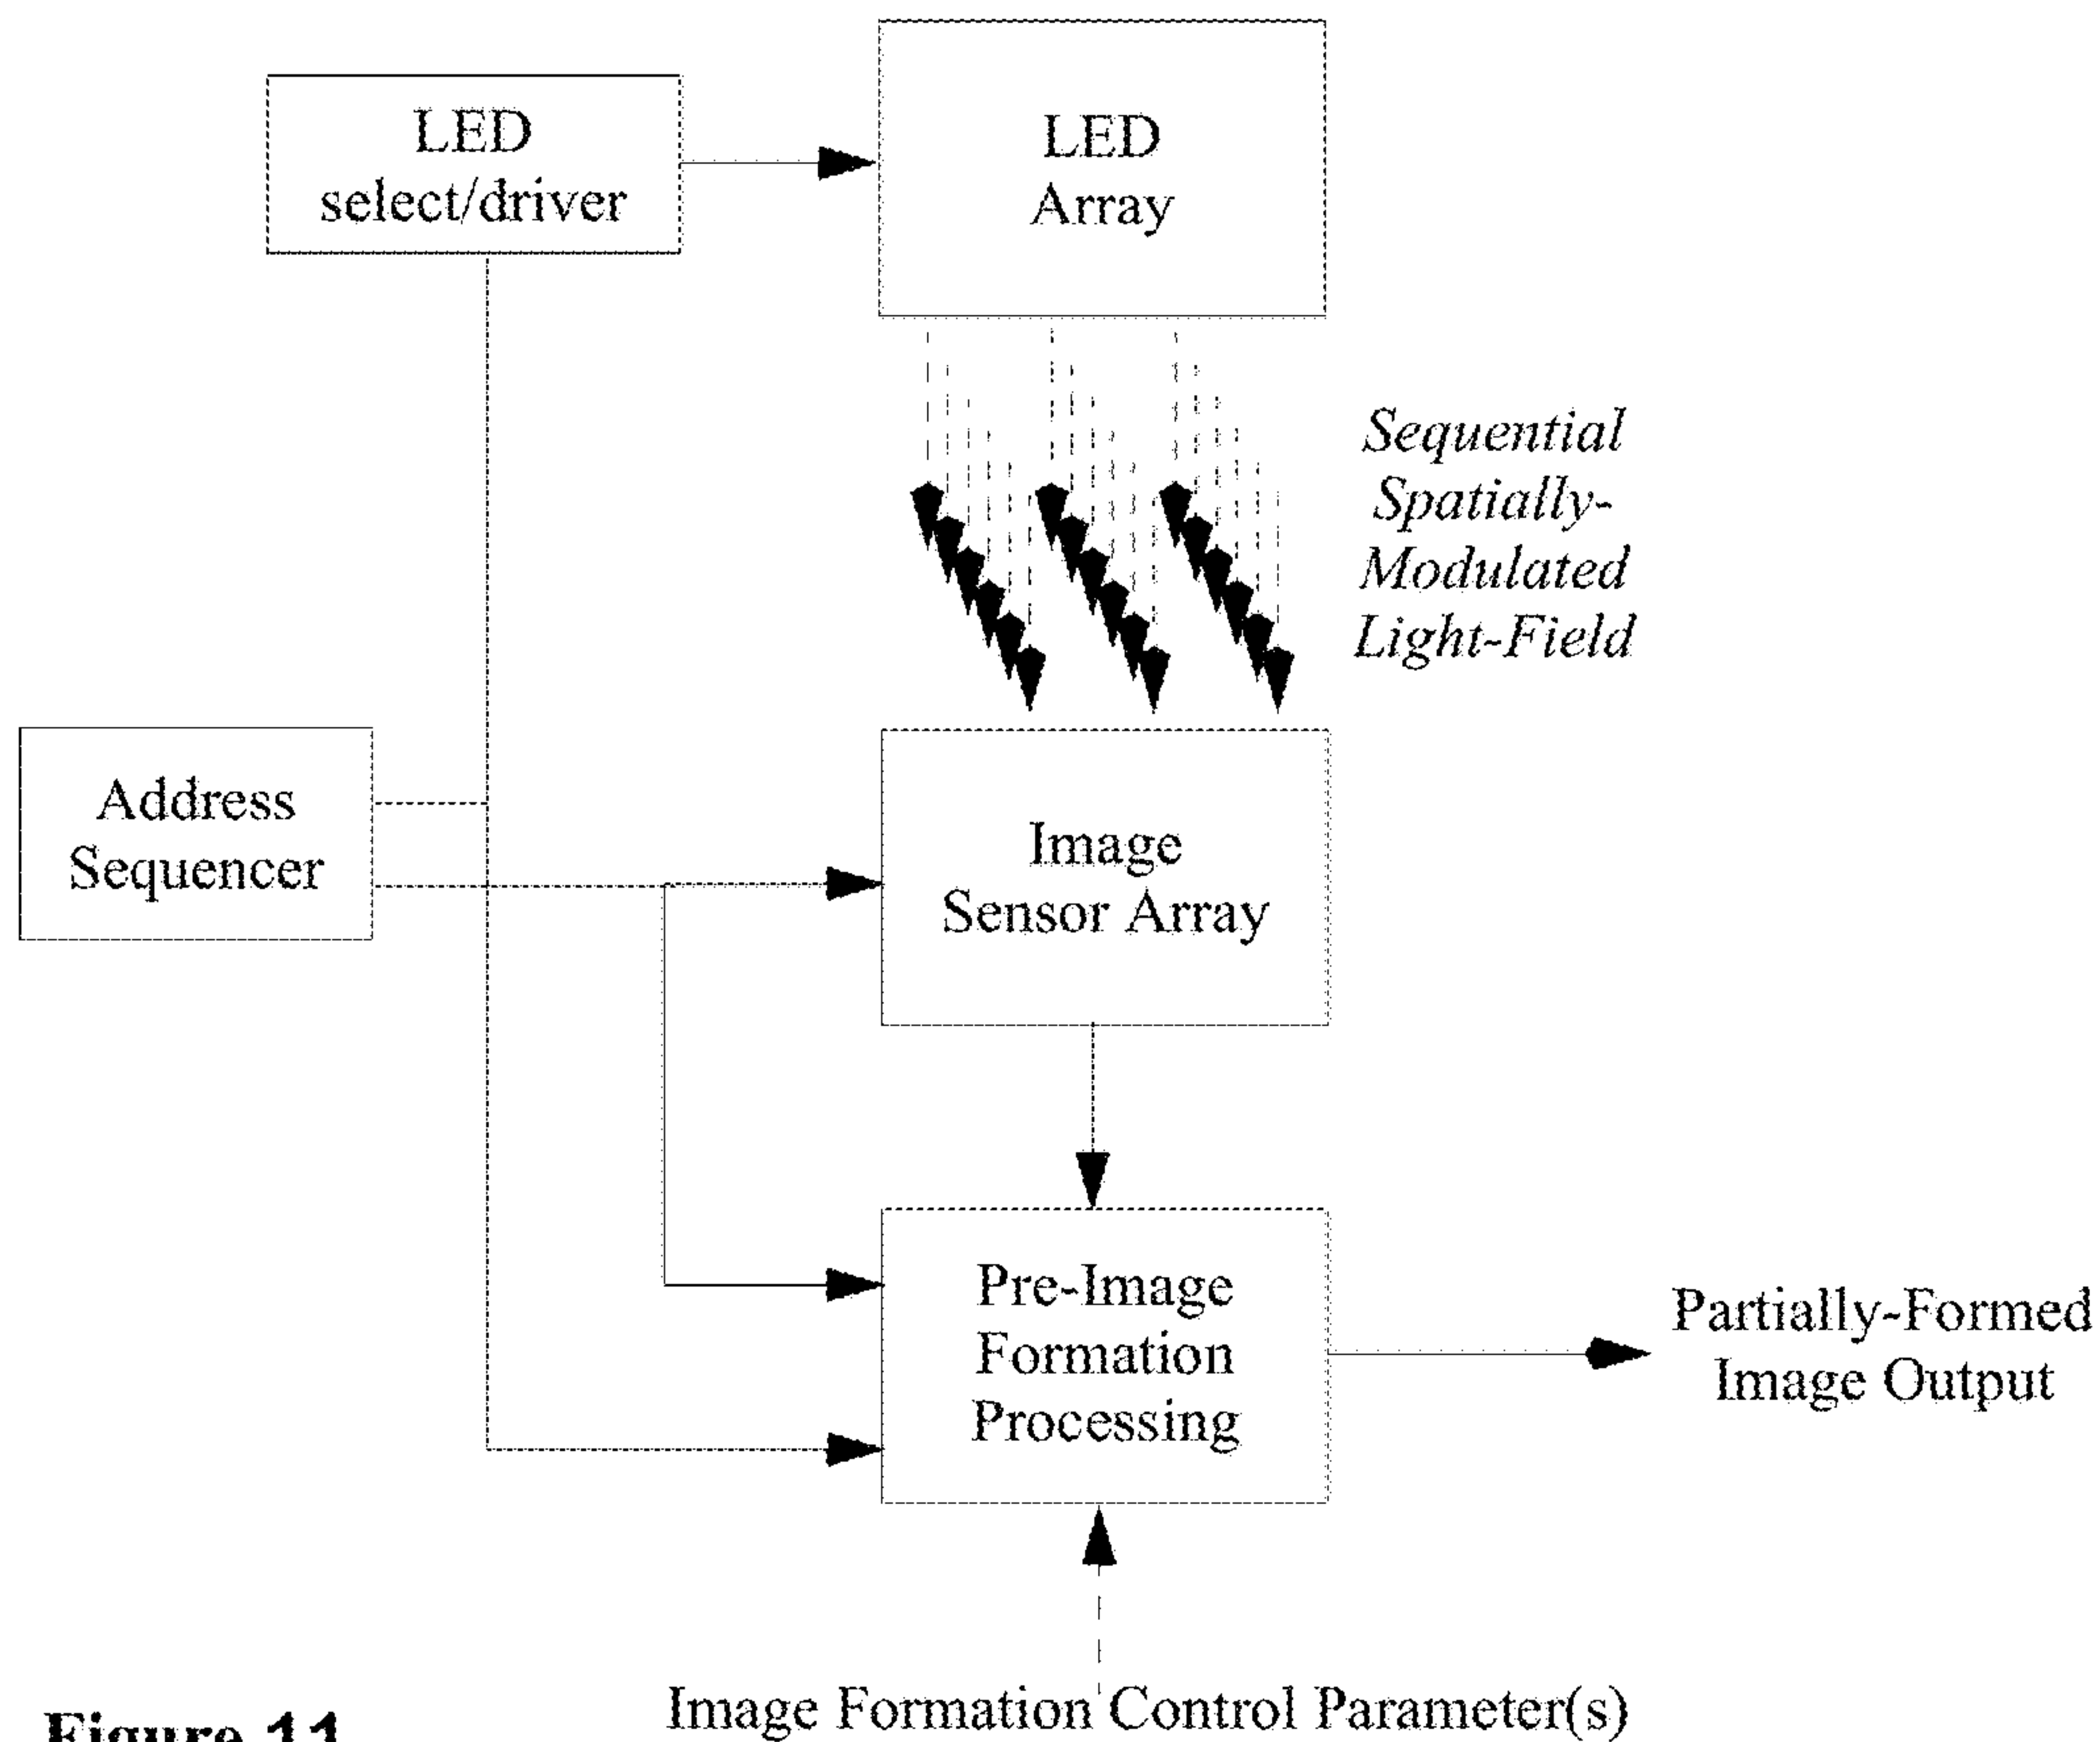 LED
select/driver
LED
Array
Sequential
Spatially-
Modulated
Light-Field
Address
Sequencer
Image
Sensor Array
Pre-Image
Formation
Processing
Partially-Formed
Image Output
Image Formation Control Parameter(s)
Figure 11